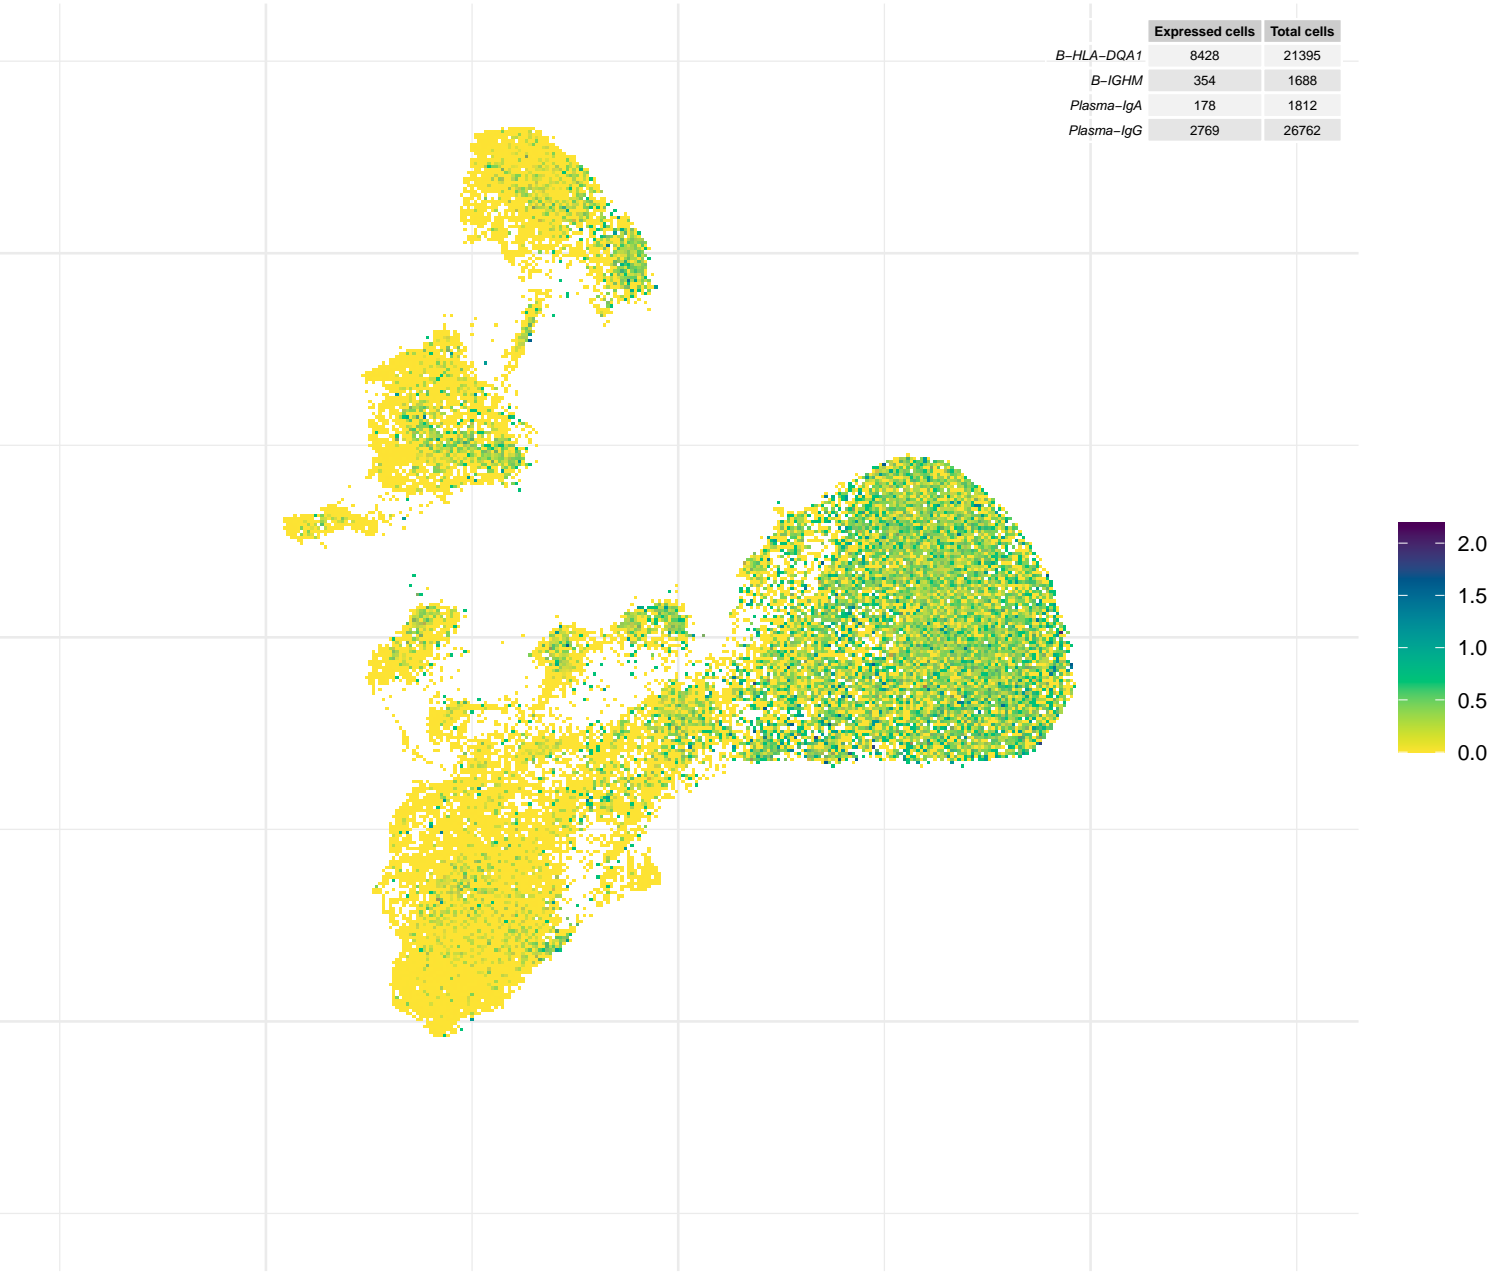 Expressed cells Total cells
B−HLA−DQA1 8428 21395
B−IGHM 354 1688
Plasma−IgA 178 1812
Plasma−IgG 2769 26762
2.0
1.5
1.0
0.5
0.0